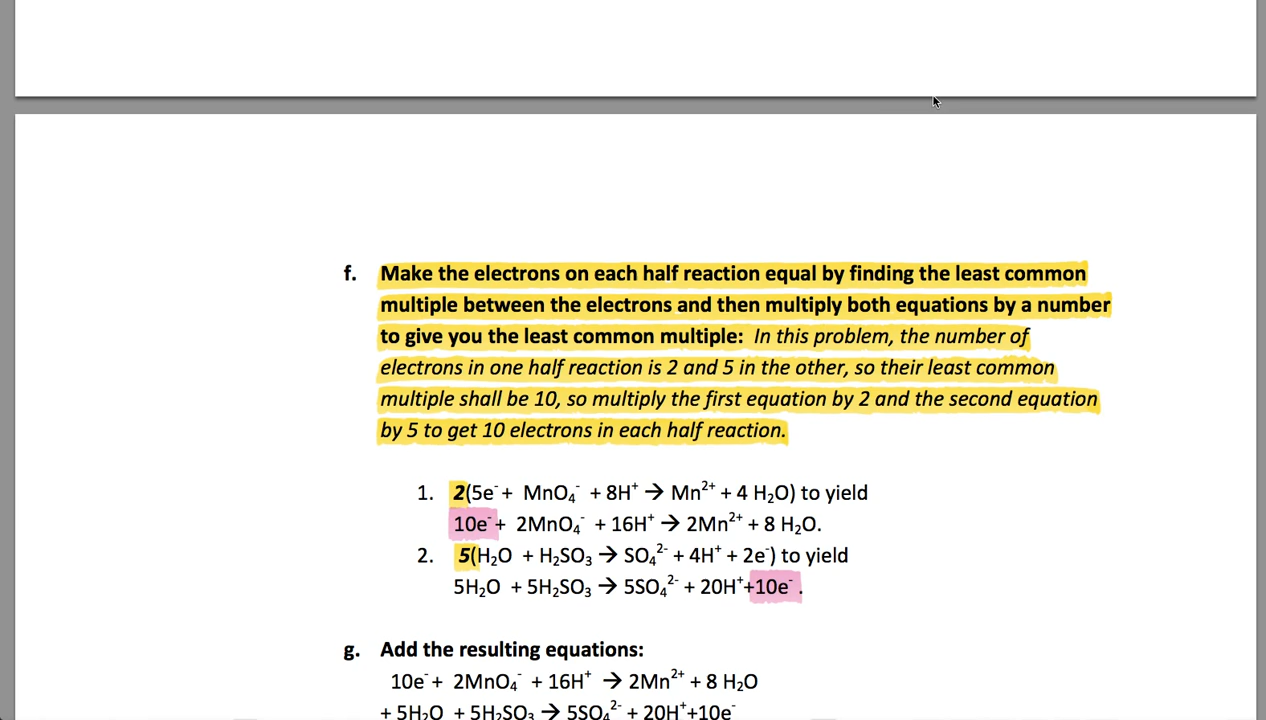 f. Make the electrons on each half reaction equal by finding the least common
multiple between the electrons and then multiply both equations by a number
to give you the least common multiple: In this problem, the number of
electrons in one half reaction is 2 and 5 in the other, so their least common
multiple shall be 10, so multiply the first equation by 2 and the second equation
by 5 to get 10 electrons in each half reaction.
1. 2(5e⁻ + MnO₄⁻ + 8H⁺ → Mn²⁺ + 4 H₂O) to yield
10e⁻ + 2MnO₄⁻ + 16H⁺ → 2Mn²⁺ + 8 H₂O.
2. 5(H₂O + H₂SO₃ → SO₄²⁻ + 4H⁺ + 2e⁻) to yield
5H₂O + 5H₂SO₃ → 5SO₄²⁻ + 20H⁺+10e⁻ .
g. Add the resulting equations:
10e⁻ + 2MnO₄⁻ + 16H⁺ → 2Mn²⁺ + 8 H₂O
+ 5H₂O + 5H₂SO₃ → 5SO₄²⁻ + 20H⁺+10e⁻